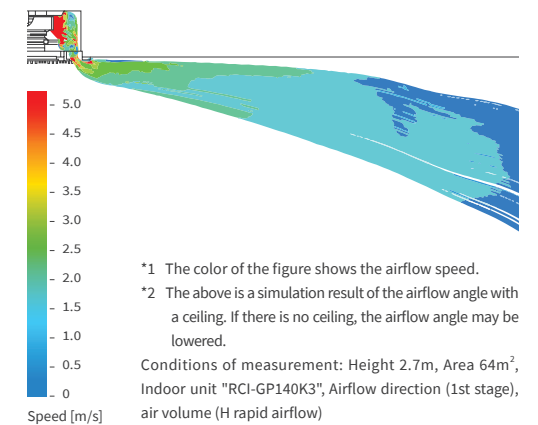 5.0
4.5
4.0
3.5
3.0
2.5
2.0
1.5
1.0
0.5
0
Speed [m/s]
*1 The color of the figure shows the airflow speed.
*2 The above is a simulation result of the airflow angle with
a ceiling. If there is no ceiling, the airflow angle may be
lowered.
Conditions of measurement: Height 2.7m, Area 64m²,
Indoor unit "RCI-GP140K3", Airflow direction (1st stage),
air volume (H rapid airflow)